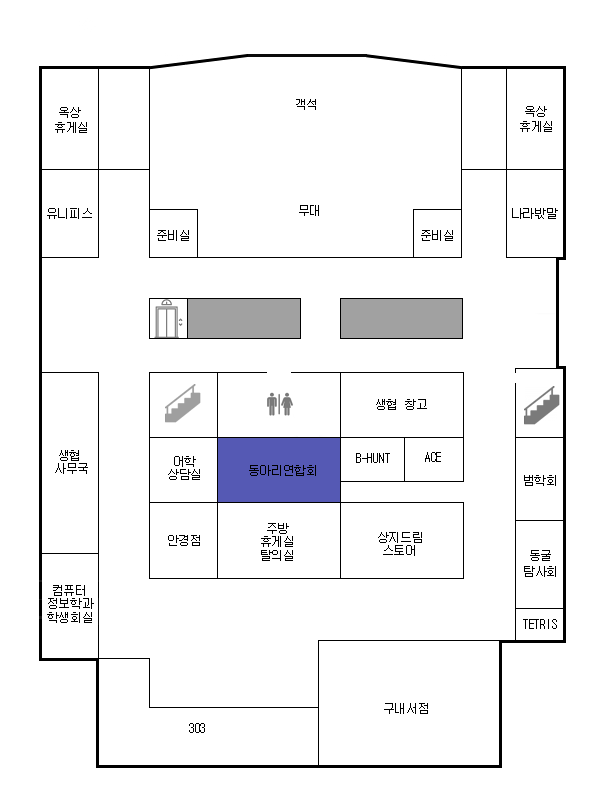 객석
옥상
휴게실
옥상
휴게실
유니피스
무대
나라밖말
준비실
준비실
생협 창고
생협
사무국
어학
상담실
동아리연합회
B-HUNT
ACE
범학회
안경점
주방
휴게실
탈의실
상지드림
스토어
동굴
탐사회
컴퓨터
정보학과
학생회실
TETRIS
구내서점
303